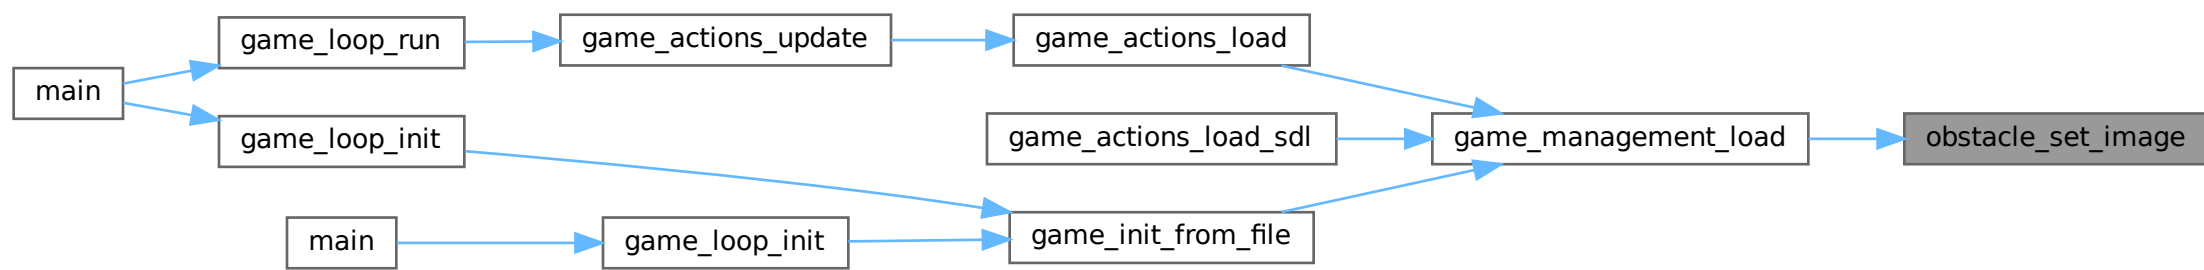 main
game_loop_run
game_loop_init
game_actions_update
game_actions_load
game_actions_load_sdl
main
game_loop_init
game_init_from_file
game_management_load
obstacle_set_image